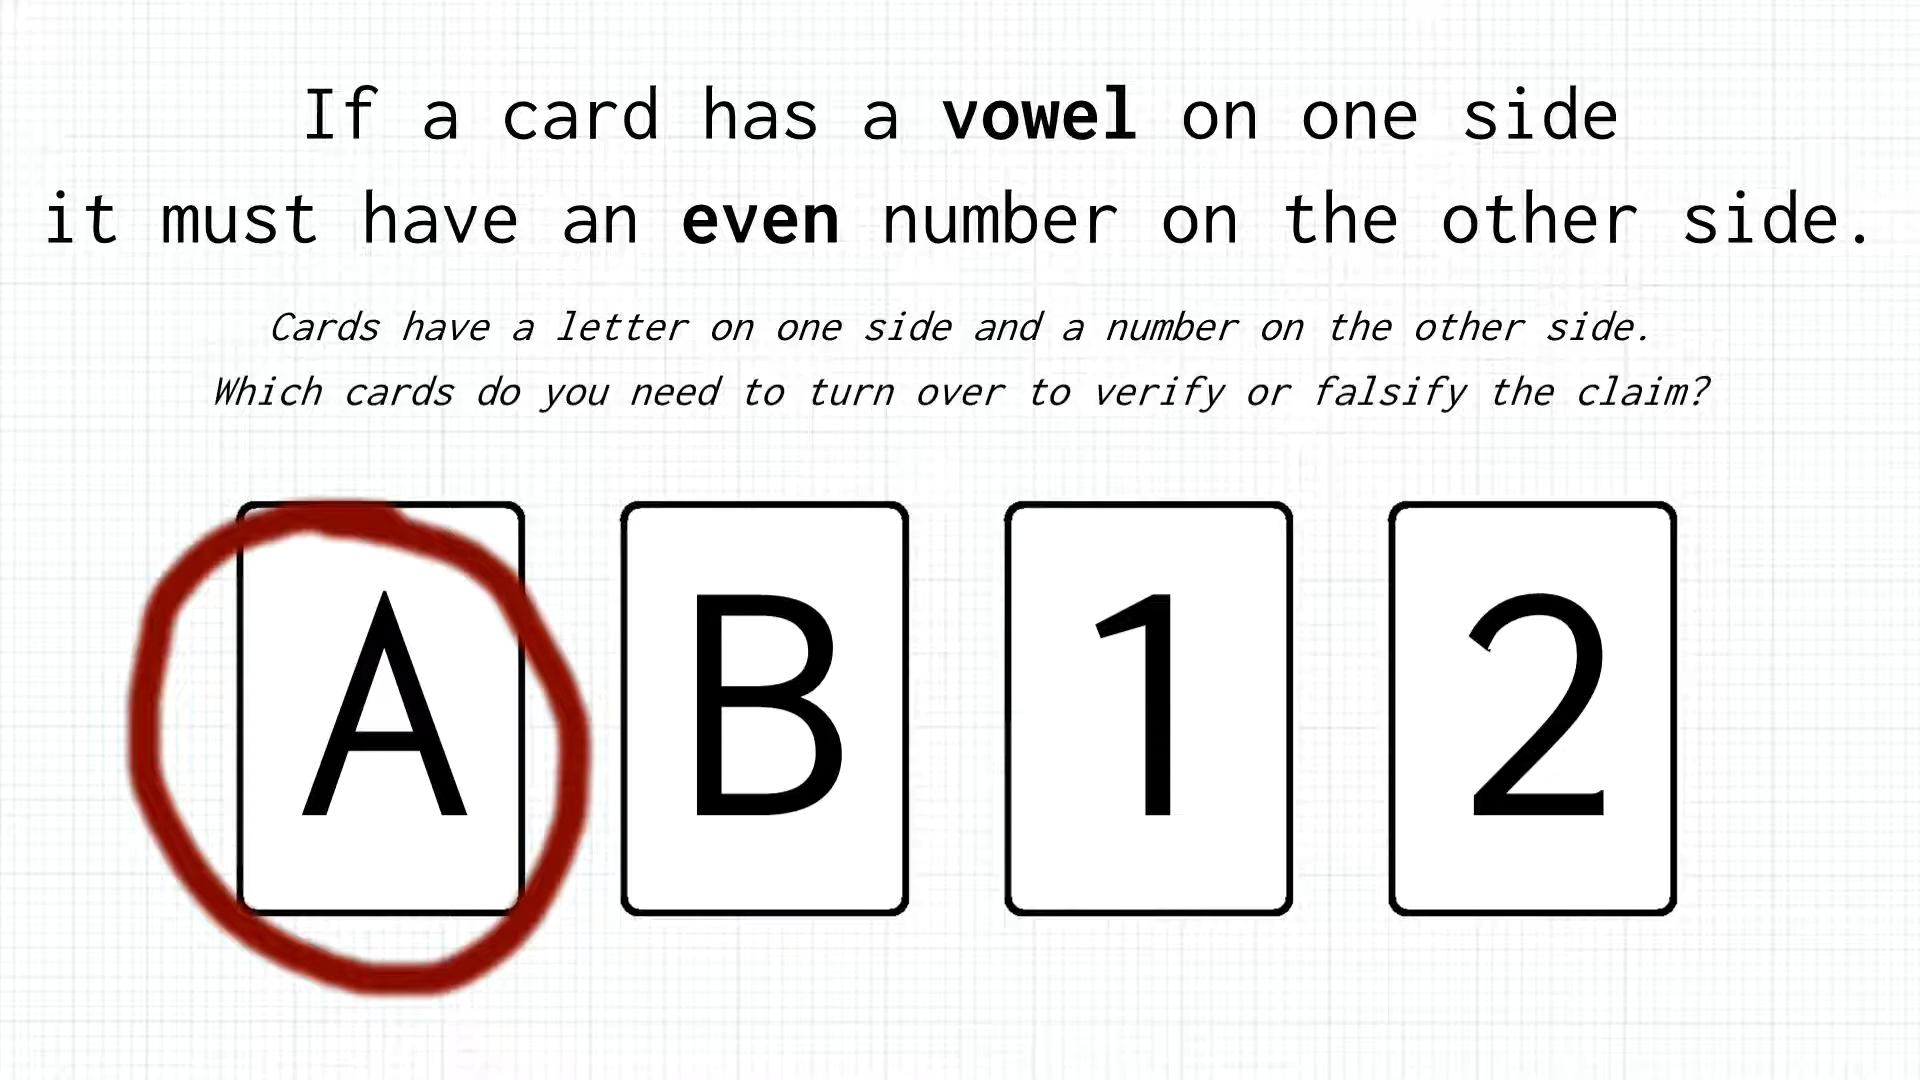 If a card has a vowel on one side
it must have an even number on the other side.
Cards have a letter on one side and a number on the other side.
Which cards do you need to turn over to verify or falsify the claim?
A B 1 2